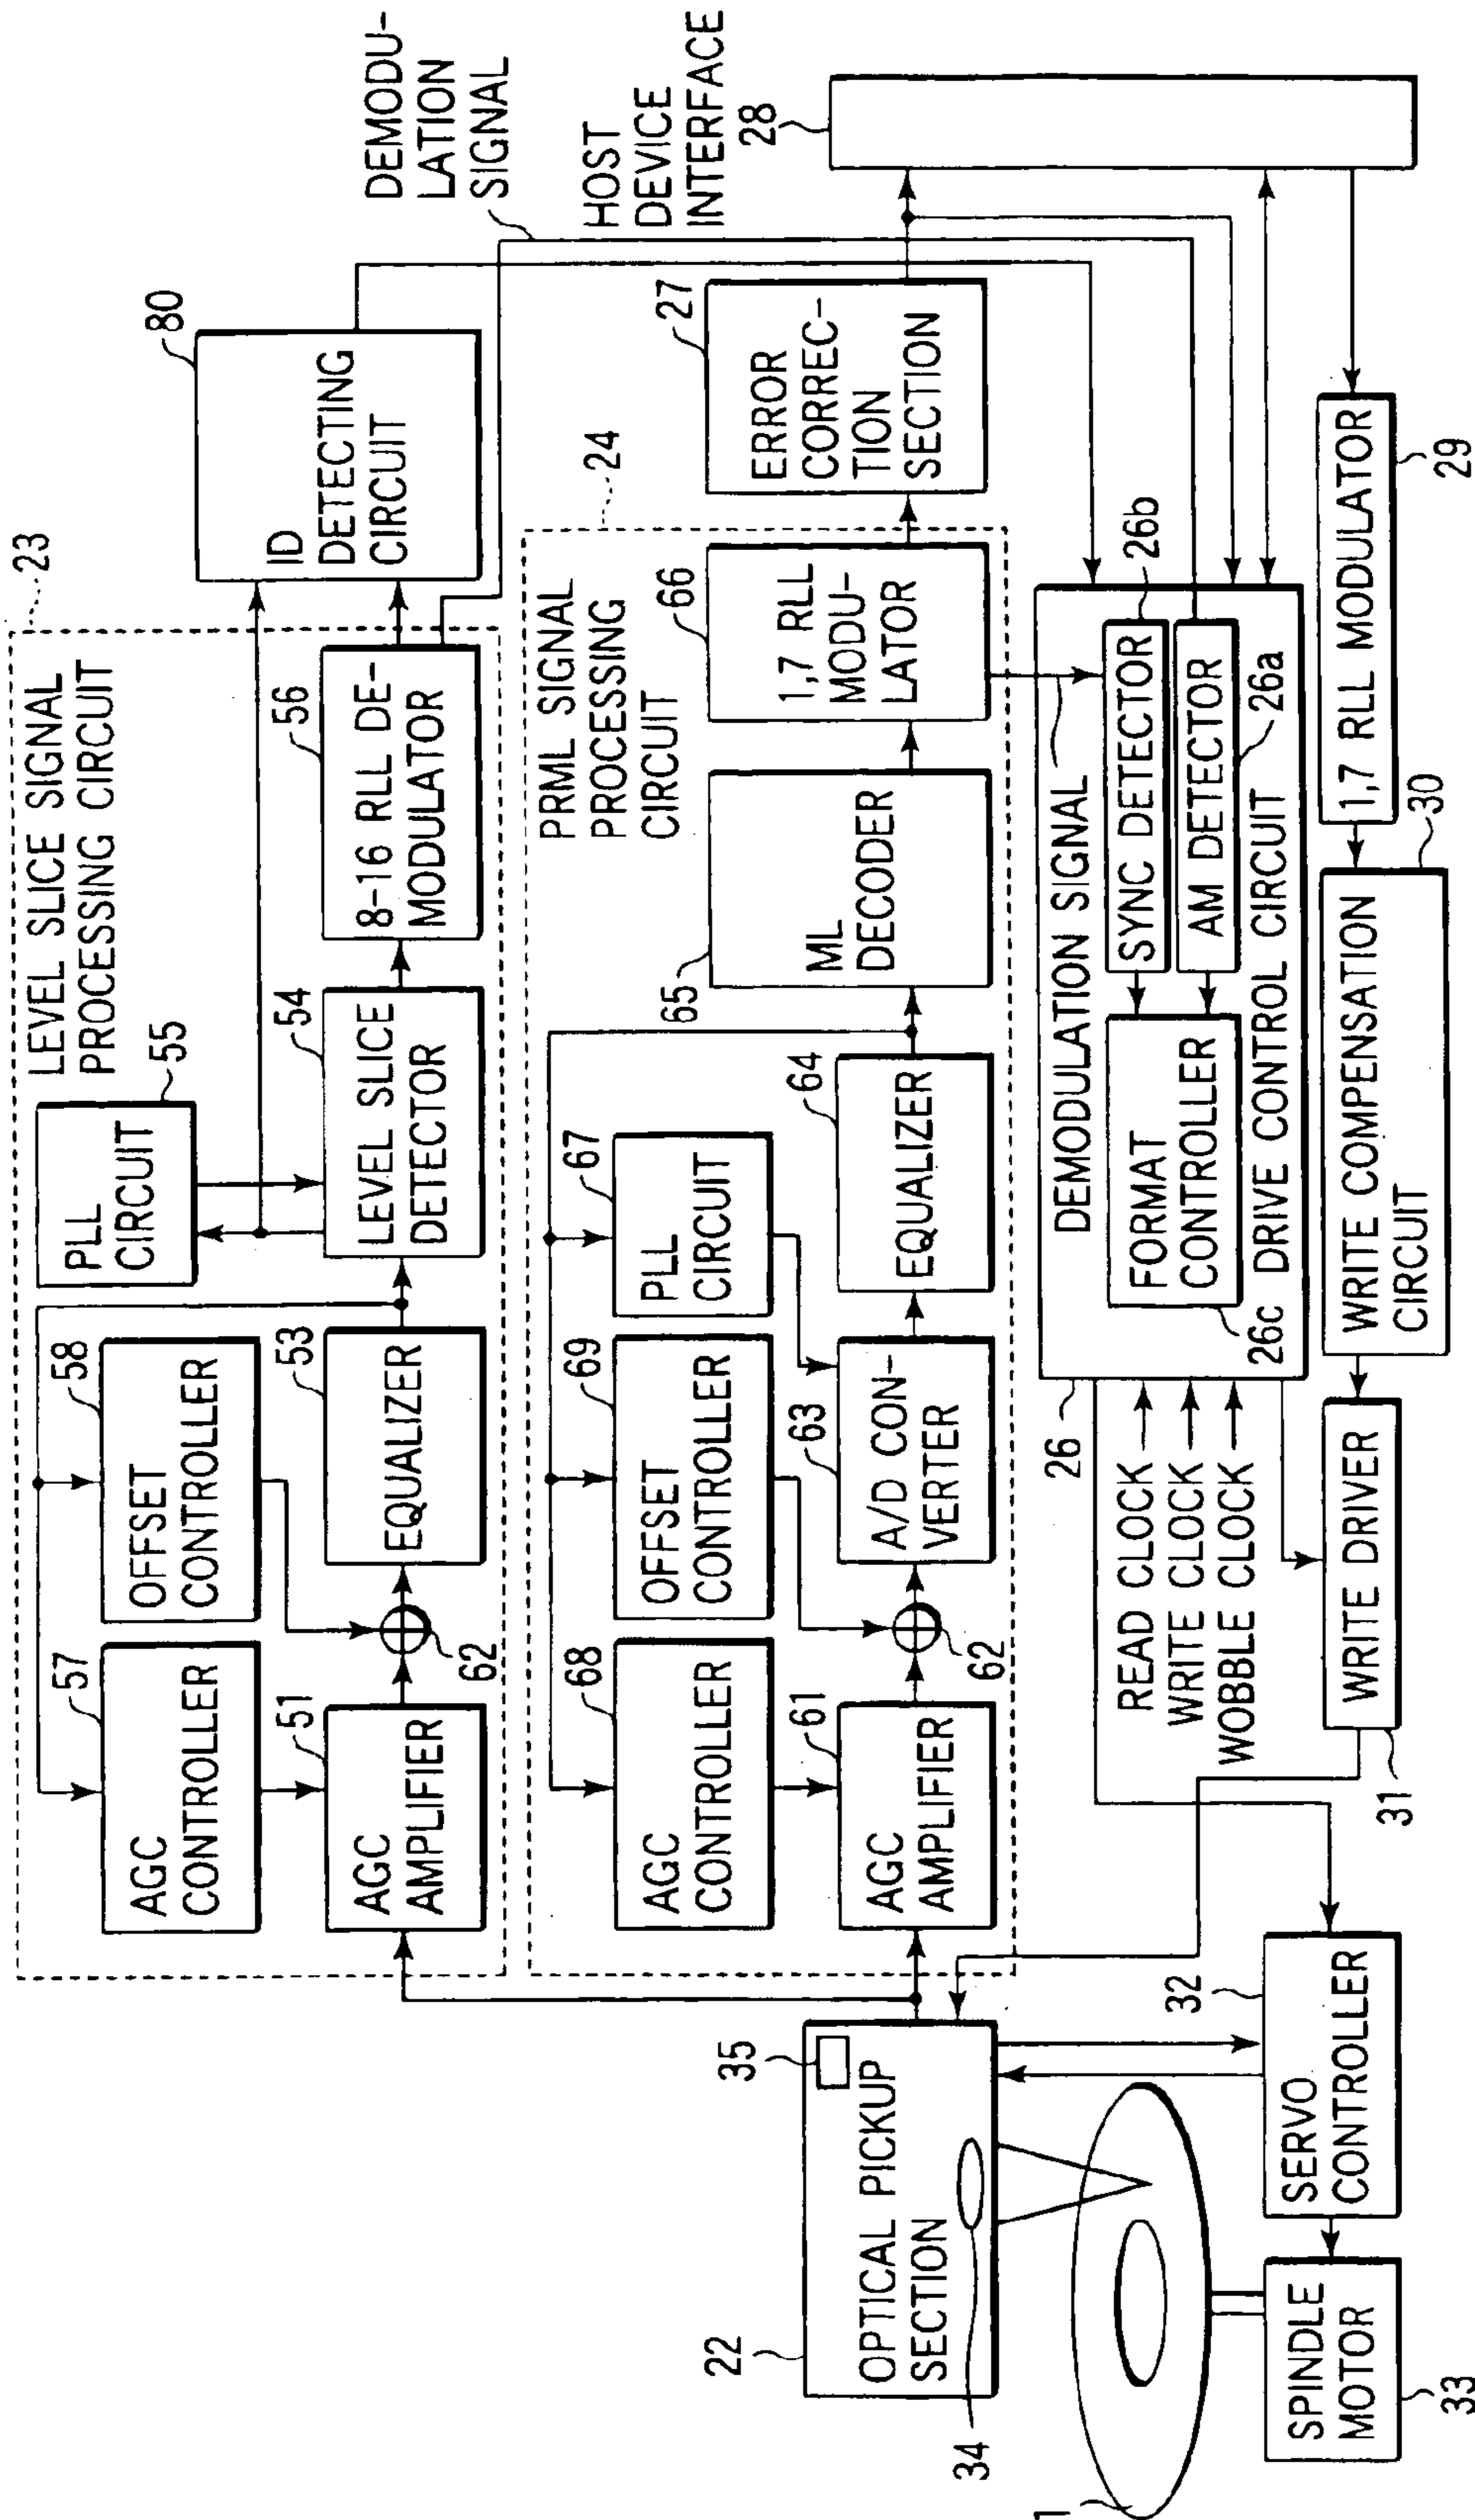 LEVEL SLICE SIGNAL
PROCESSING CIRCUIT
23
57
AGC
CONTROLLER
58
OFFSET
CONTROLLER
PLL
CIRCUIT
55
51
AGC
AMPLIFIER
62
53
EQUALIZER
54
LEVEL SLICE
DETECTOR
56
8-16 RLL DE-
MODULATOR
80
ID
DETECTING
CIRCUIT
DEMODU-
LATION
SIGNAL
PRML SIGNAL
PROCESSING
CIRCUIT
24
68
AGC
CONTROLLER
69
OFFSET
CONTROLLER
67
PLL
CIRCUIT
61
AGC
AMPLIFIER
62
63
A/D CON-
VERTER
64
EQUALIZER
65
ML
DECODER
66
1,7 RLL
MODU-
LATOR
27
ERROR
CORREC-
TION
SECTION
HOST
DEVICE
INTERFACE
28
22
35
OPTICAL PICKUP
SECTION
34
1
26
DEMODULATION SIGNAL
FORMAT
CONTROLLER
26c
SYNC DETECTOR
26b
AM DETECTOR
26a
DRIVE CONTROL CIRCUIT
READ CLOCK
WRITE CLOCK
WOBBLE CLOCK
32
SERVO
CONTROLLER
SPINDLE
MOTOR
33
WRITE DRIVER
31
WRITE COMPENSATION
CIRCUIT
30
1,7 RLL MODULATOR
29